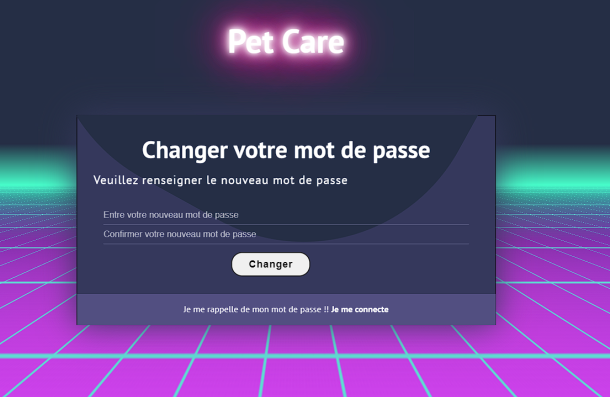 Pet Care
Changer votre mot de passe
Veuillez renseigner le nouveau mot de passe
Entre votre nouveau mot de passe
Confirmer votre nouveau mot de passe
Changer
Je me rappelle de mon mot de passe !! Je me connecte